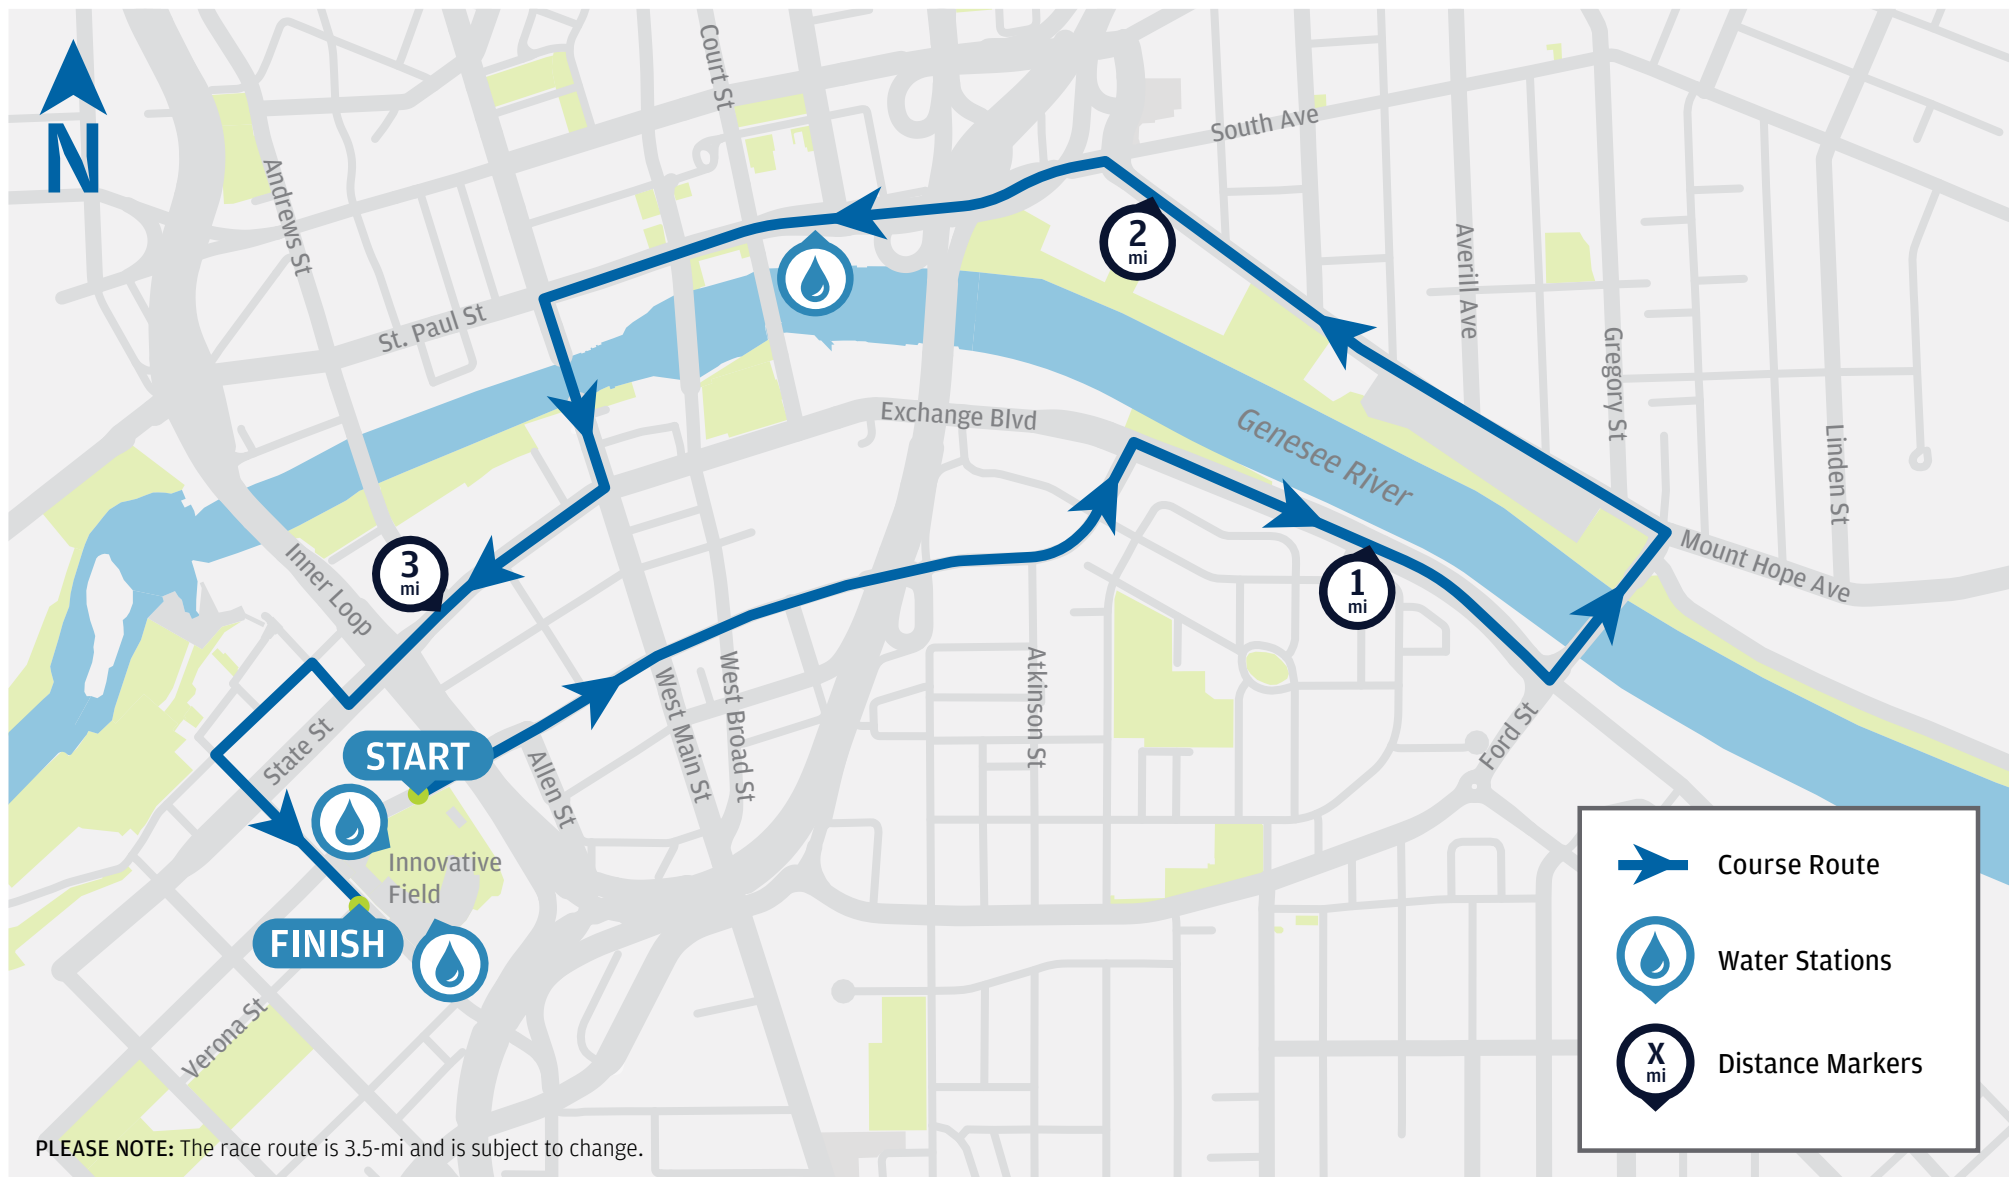 N
Court St
South Ave
Andrews St
2
mi
Averill Ave
St. Paul St
Gregory St
Exchange Blvd
Genesee River
Linden St
Mount Hope Ave
3
mi
Inner Loop
1
mi
Atkinson St
West Main St
West Broad St
State St
START
Allen St
Ford St
Innovative
Field
FINISH
Verona St
Course Route
Water Stations
X
mi
Distance Markers
PLEASE NOTE: The race route is 3.5-mi and is subject to change.